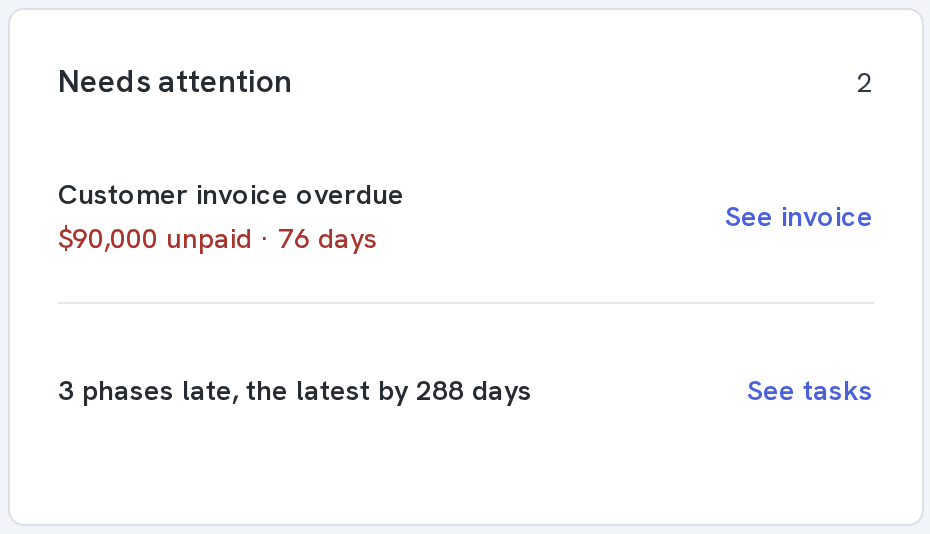 Needs attention
2
Customer invoice overdue
$90,000 unpaid · 76 days
See invoice
3 phases late, the latest by 288 days
See tasks